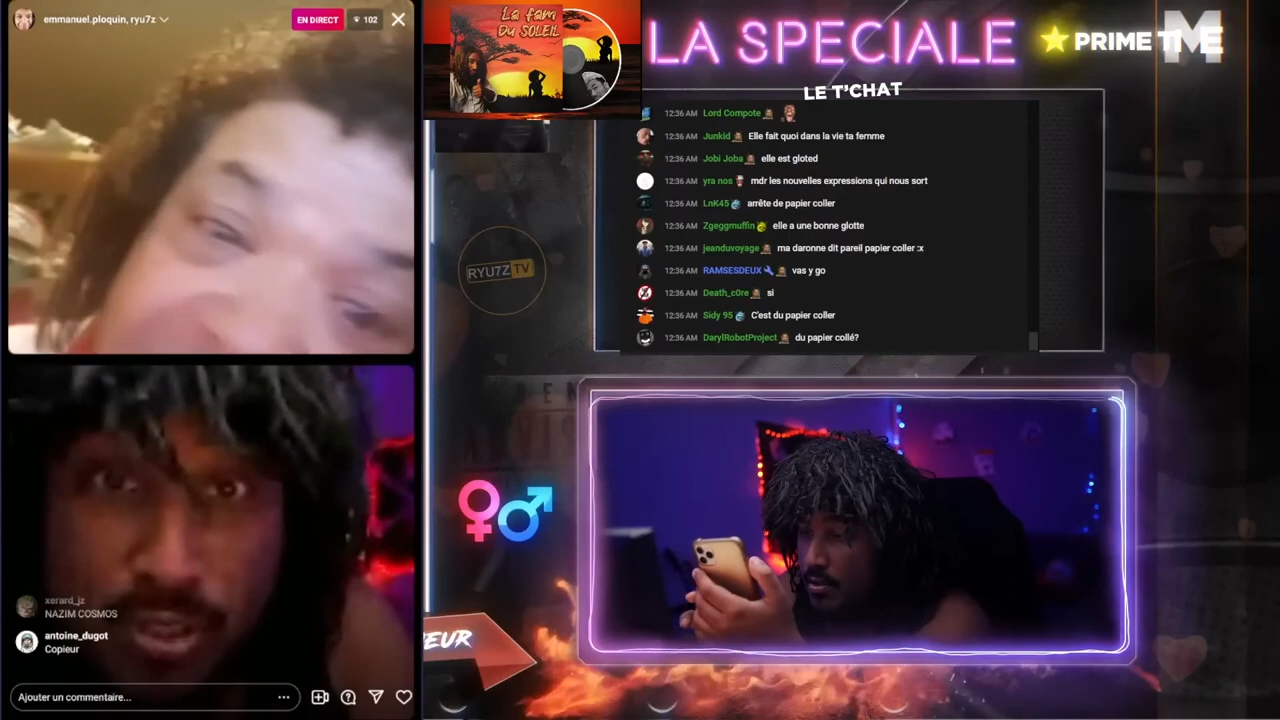 emmanuel.ploquin, ryu7z
EN DIRECT
102
xerard_jz
NAZIM COSMOS
antoine_dugot
Copieur
Ajouter un commentaire...
La fam
DU SOLEIL
LA SPECIALE
PRIME TIME
LE T'CHAT
12:36 AM Lord Compote
12:36 AM Junkid Elle fait quoi dans la vie ta femme
12:36 AM Jobi Joba elle est gloted
12:36 AM yra nos mdr les nouvelles expressions qui nous sort
12:36 AM LnK45 arrête de papier coller
12:36 AM Zgeggmuffin elle a une bonne glotte
12:36 AM jeanduvoyage ma daronne dit pareil papier coller :x
12:36 AM RAMSESDEUX vas y go
12:36 AM Death_c0re si
12:36 AM Sidy 95 C'est du papier coller
12:36 AM DarylRobotProject du papier collé?
RYU7Z TV
EUR